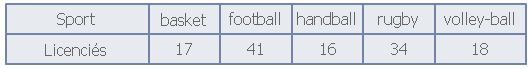 Sport basket football handball rugby volley-ball
Licenciés 17 41 16 34 18